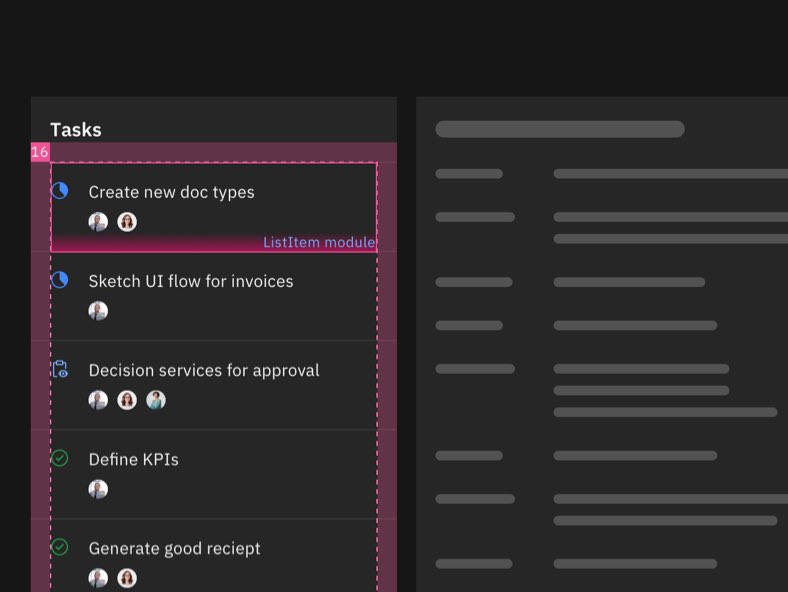 Tasks
16
Create new doc types
ListItem module
Sketch UI flow for invoices
Decision services for approval
Define KPIs
Generate good reciept